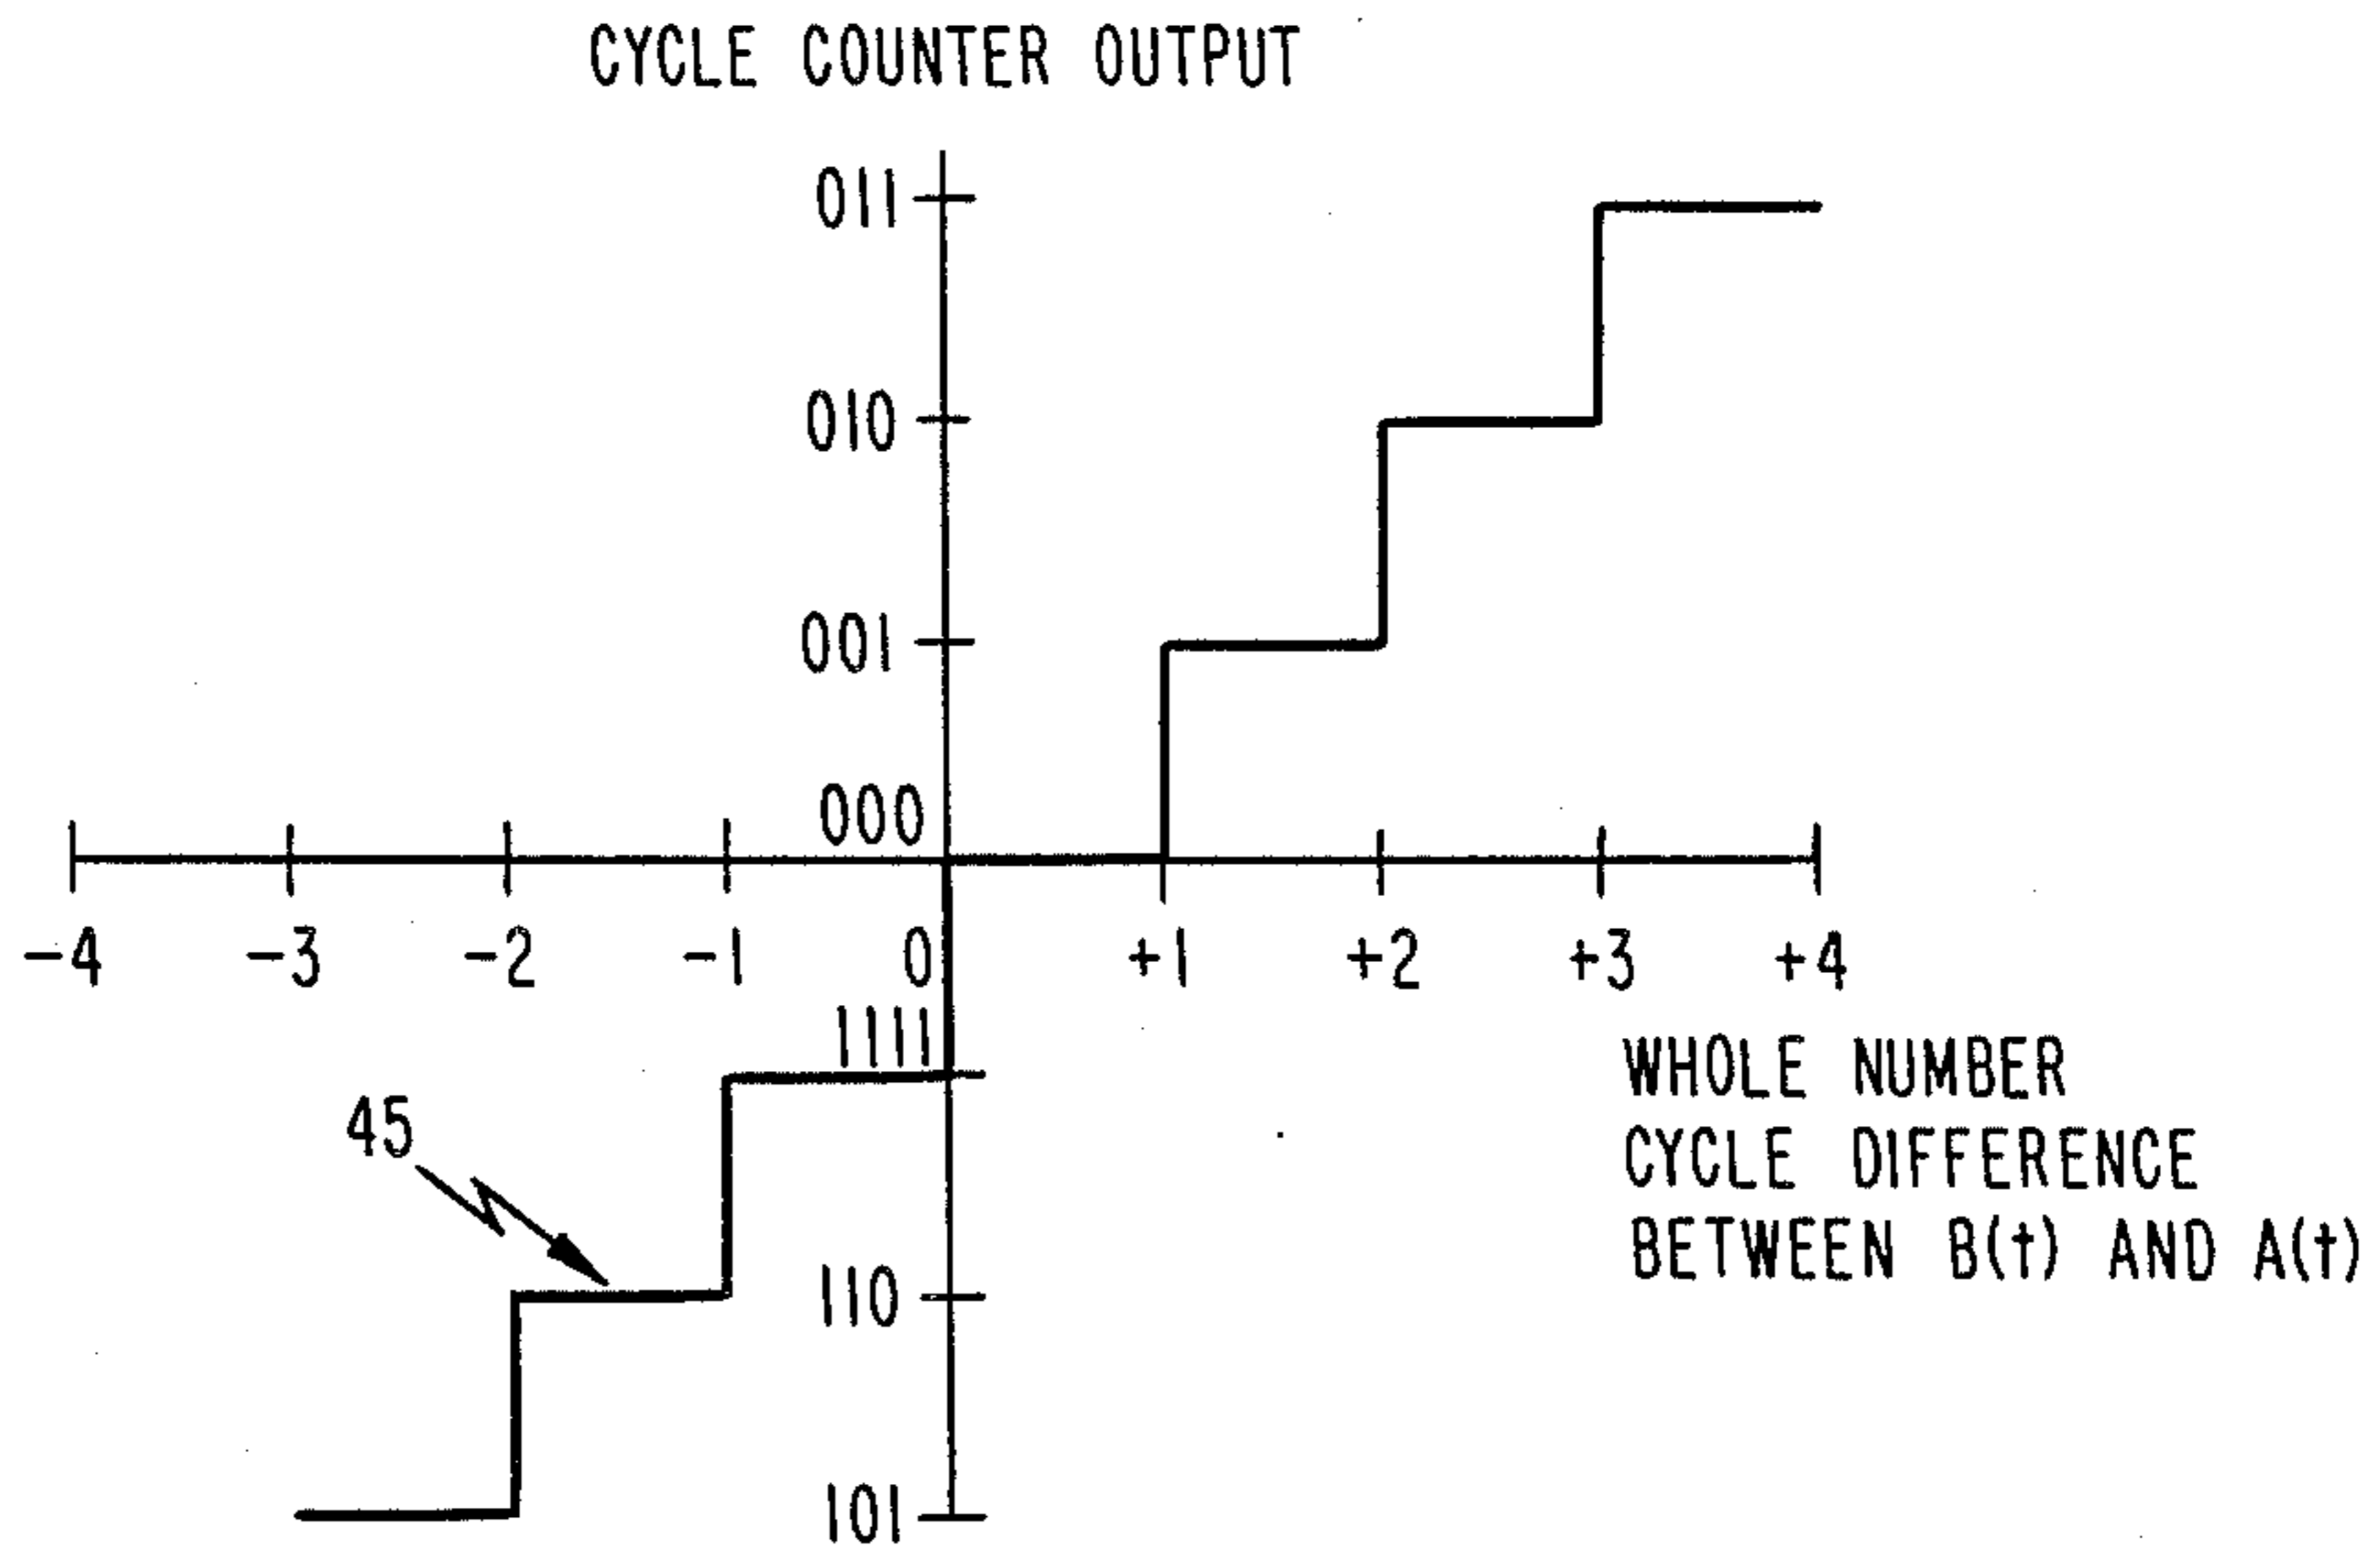 CYCLE COUNTER OUTPUT
011
010
001
000
-4 -3 -2 -1 0 +1 +2 +3 +4
1111
WHOLE NUMBER
CYCLE DIFFERENCE
BETWEEN B(t) AND A(t)
45
110
101